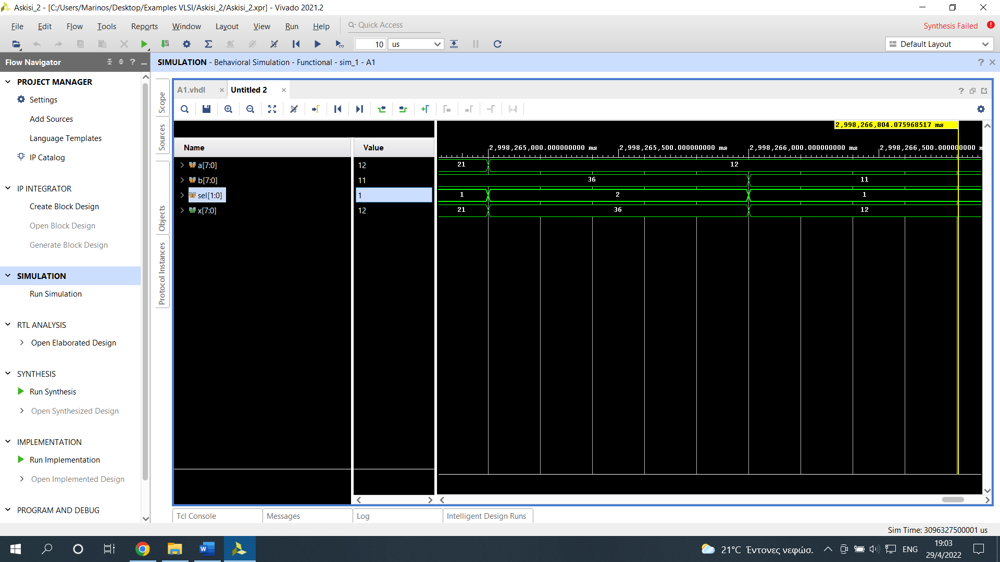 Askisi_2 - [C:/Users/Marinos/Desktop/Examples VLSI/Askisi_2/Askisi_2.xpr] - Vivado 2021.2
File Edit Flow Tools Reports Window Layout View Run Help Quick Access
Synthesis Failed
10 us
Default Layout
Flow Navigator
SIMULATION - Behavioral Simulation - Functional - sim_1 - A1
PROJECT MANAGER
Settings
Add Sources
Language Templates
IP Catalog
IP INTEGRATOR
Create Block Design
Open Block Design
Generate Block Design
SIMULATION
Run Simulation
RTL ANALYSIS
Open Elaborated Design
SYNTHESIS
Run Synthesis
Open Synthesized Design
IMPLEMENTATION
Run Implementation
Open Implemented Design
PROGRAM AND DEBUG
Scope
Sources
Objects
Protocol Instances
A1.vhdl
Untitled 2
2,998,266,804.075968517 ms
2,998,265,000.000000000 ms 2,998,265,500.000000000 ms 2,998,266,000.000000000 ms 2,998,266,500.000000000 m
Name Value
a[7:0] 12 21 12
b[7:0] 11 36 11
sel[1:0] 1 1 2 1
x[7:0] 12 21 36 12
Tcl Console Messages Log Intelligent Design Runs
Sim Time: 3096327500001 us
21°C Έντονες νεφώσ.
ENG
19:03
29/4/2022